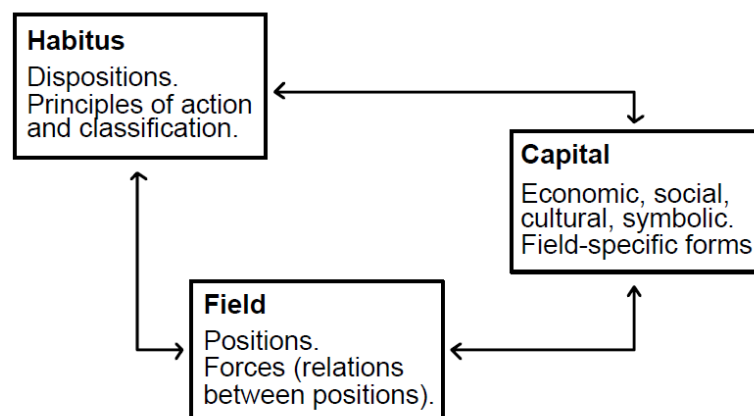 Habitus
Dispositions.
Principles of action
and classification.
Capital
Economic, social,
cultural, symbolic.
Field-specific forms
Field
Positions.
Forces (relations
between positions).